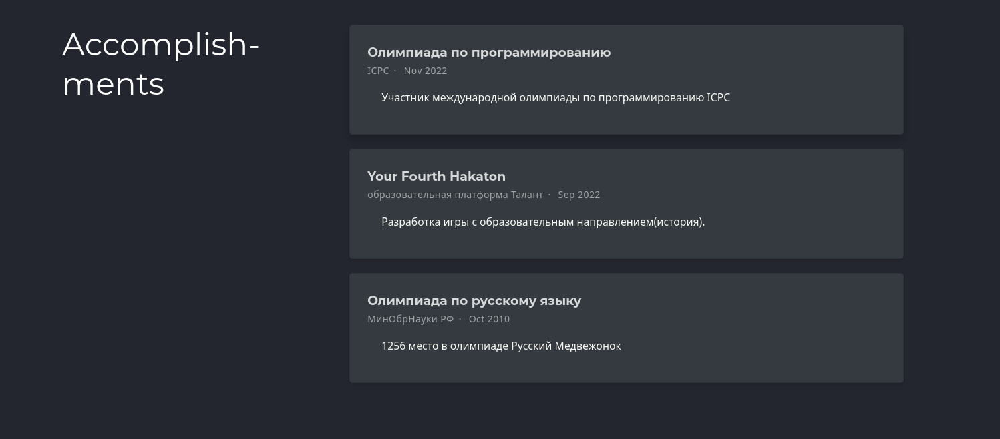 Accomplish-
ments
Олимпиада по программированию
ICPC · Nov 2022
Участник международной олимпиады по программированию ICPC
Your Fourth Hakaton
образовательная платформа Талант · Sep 2022
Разработка игры с образовательным направлением(история).
Олимпиада по русскому языку
МинОбрНауки РФ · Oct 2010
1256 место в олимпиаде Русский Медвежонок